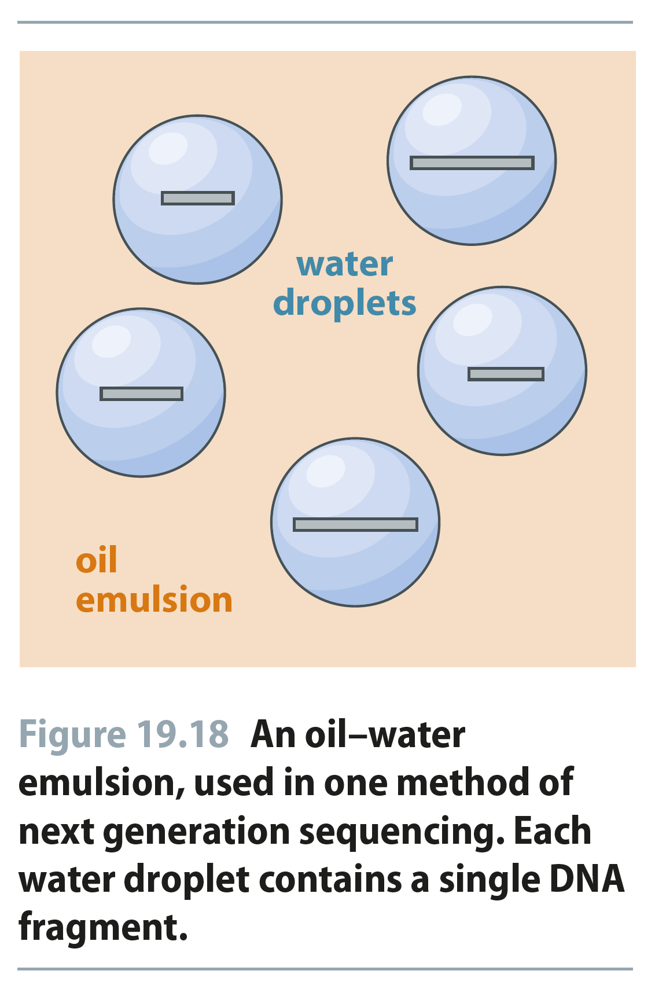 water
droplets
oil
emulsion
Figure 19.18 An oil–water
emulsion, used in one method of
next generation sequencing. Each
water droplet contains a single DNA
fragment.